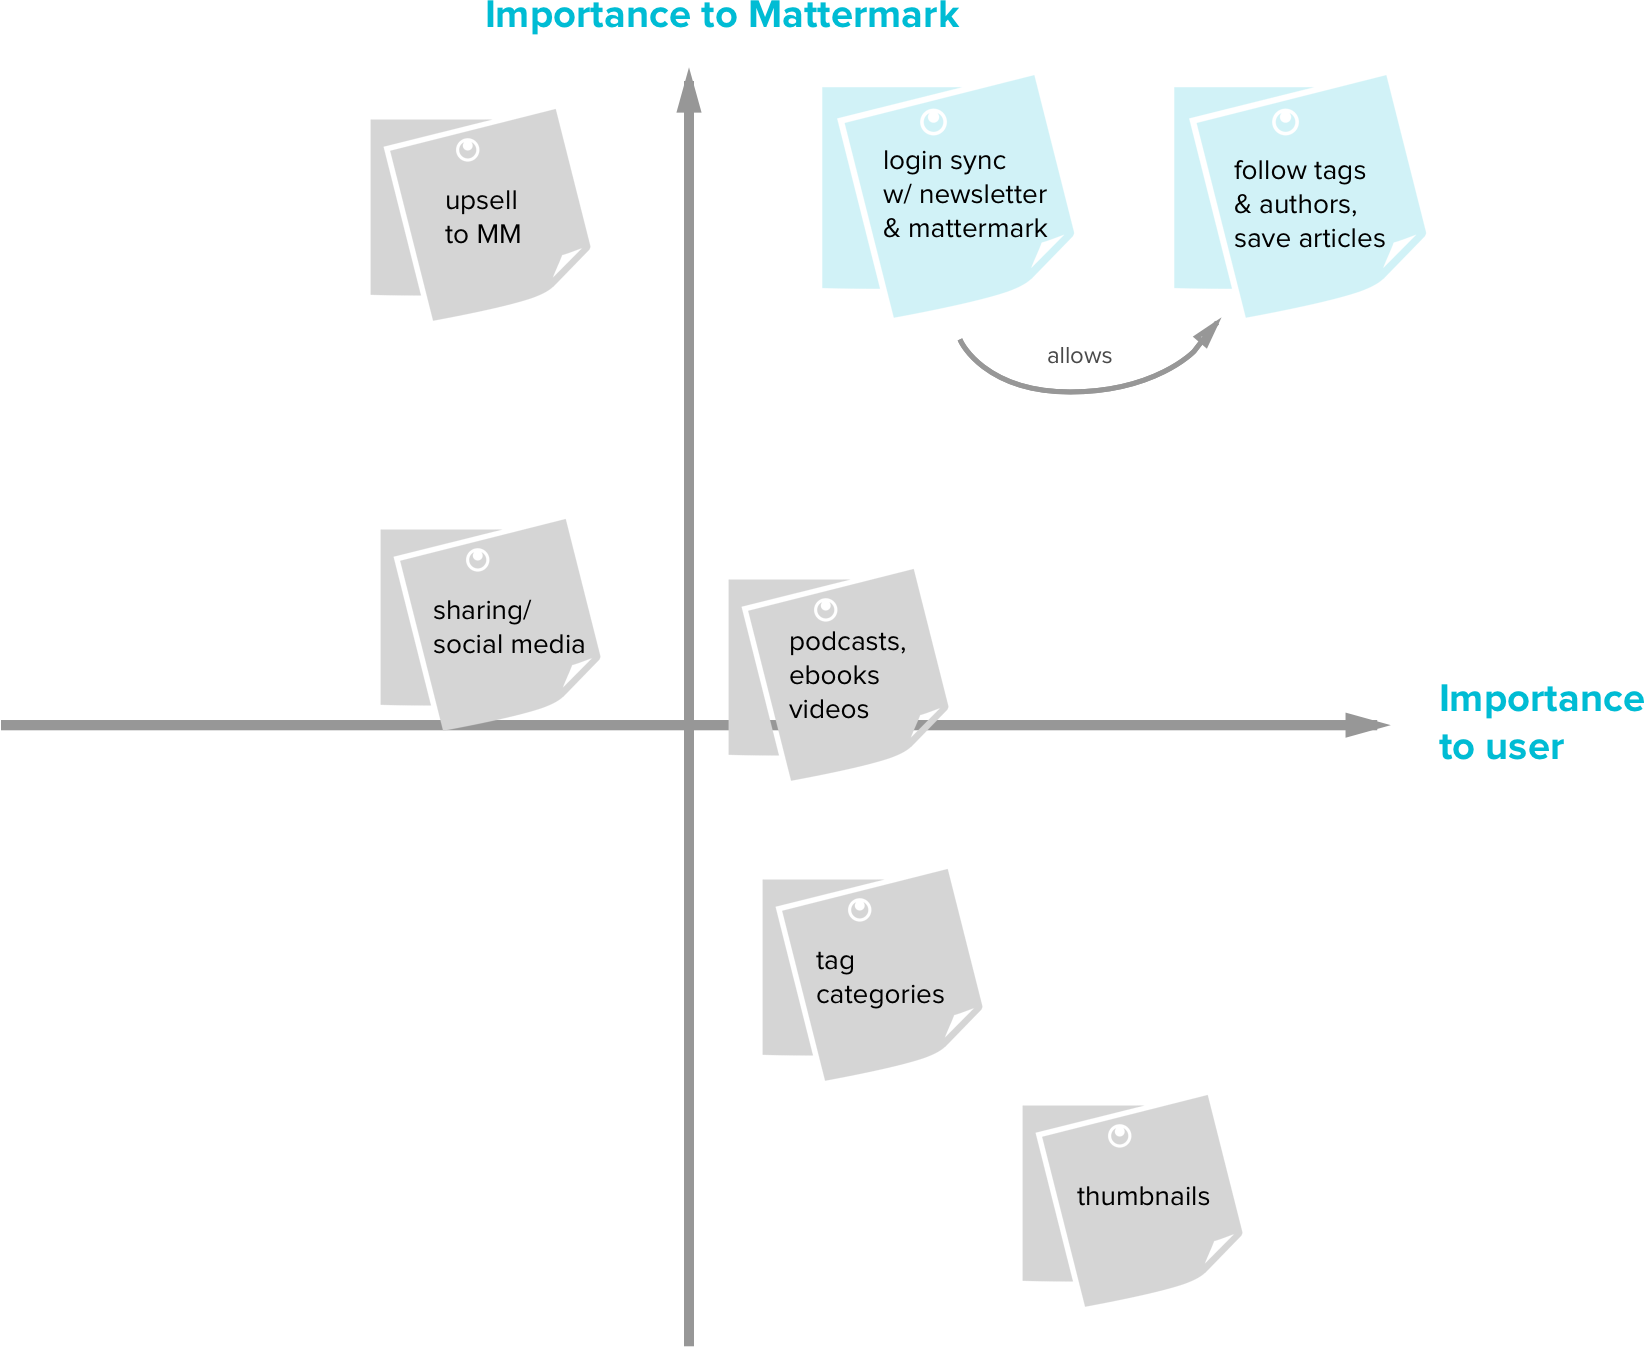 Importance to Mattermark
upsell
to MM
login sync
w/ newsletter
& mattermark
follow tags
& authors,
save articles
allows
sharing/
social media
podcasts,
ebooks
videos
Importance
to user
tag
categories
thumbnails